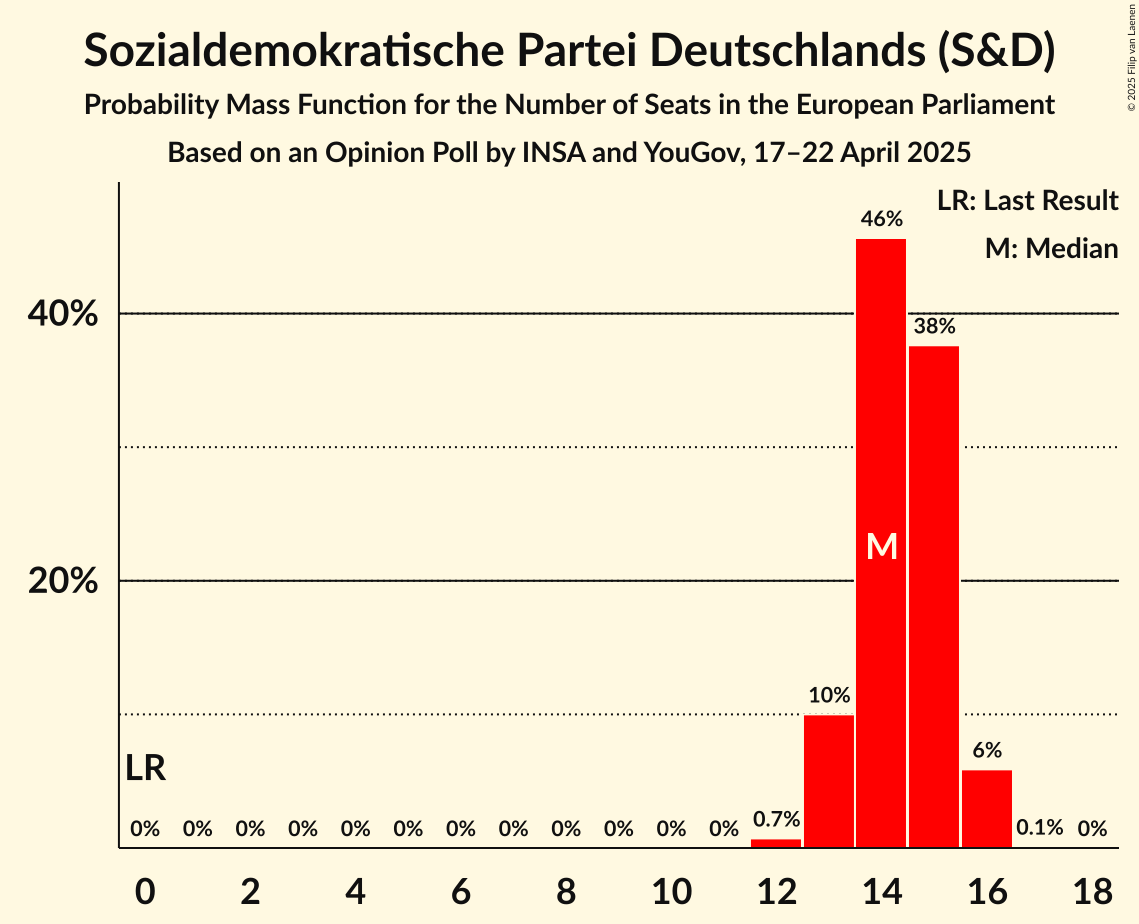 Sozialdemokratische Partei Deutschlands (S&D)
Probability Mass Function for the Number of Seats in the European Parliament
Based on an Opinion Poll by INSA and YouGov, 17–22 April 2025
© 2025 Filip van Laenen
LR: Last Result
M: Median
46%
40%
38%
M
20%
10%
6%
LR
0% 0% 0% 0% 0% 0% 0% 0% 0% 0% 0% 0% 0.7% 0.1% 0%
0 2 4 6 8 10 12 14 16 18